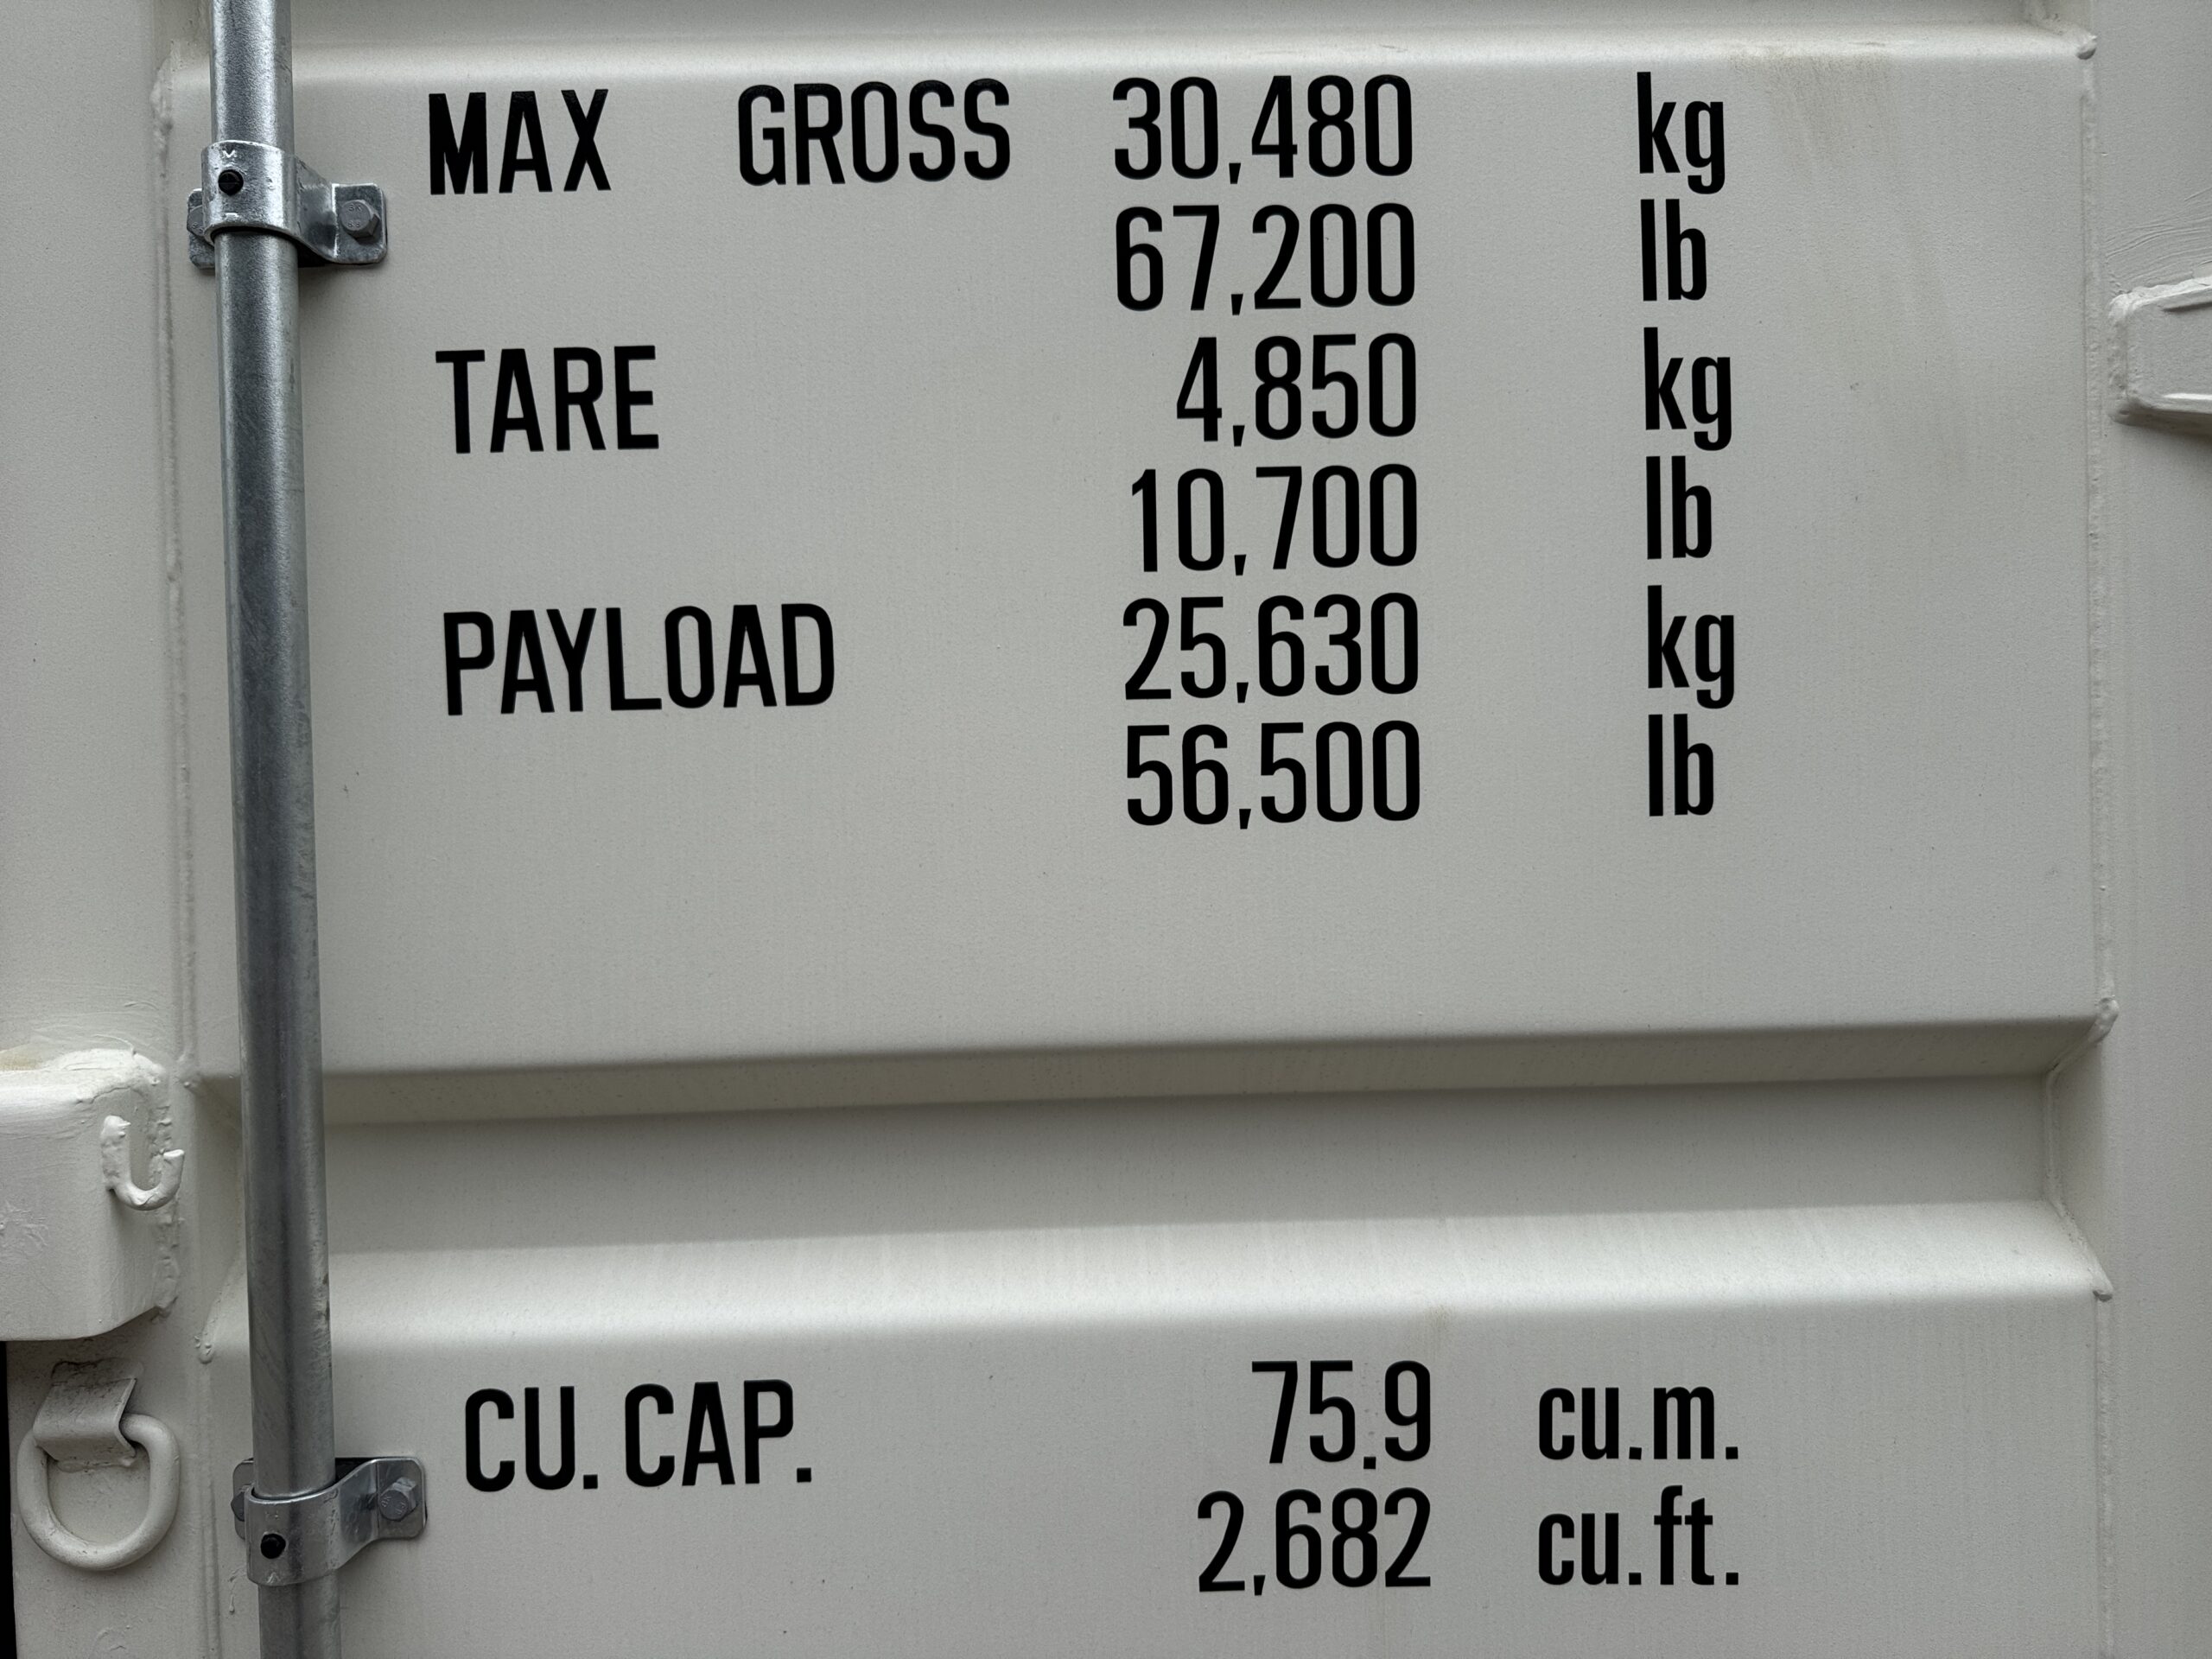 MAX GROSS 30,480 kg
67,200 lb
TARE 4,850 kg
10,700 lb
PAYLOAD 25,630 kg
56,500 lb
CU. CAP. 75.9 cu.m.
2,682 cu.ft.